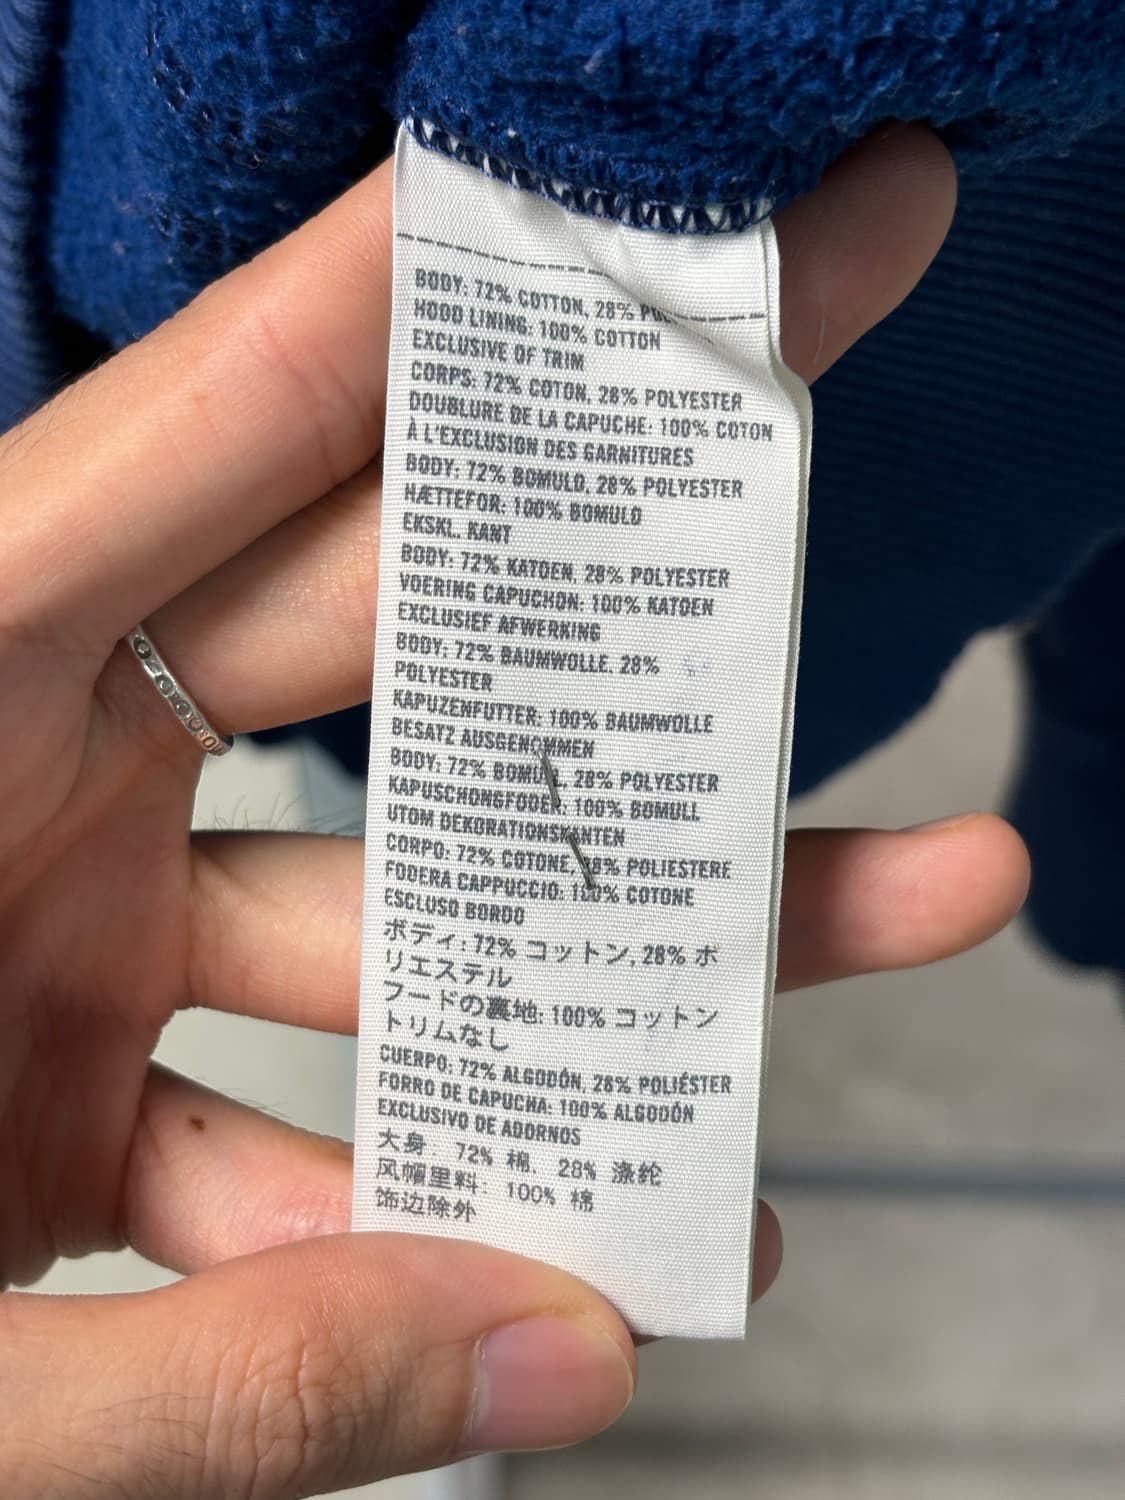 BODY: 72% COTTON, 28%
HOOD LINING: 100% COTTON
EXCLUSIVE OF TRIM
CORPS: 72% COTON, 28% POLYESTER
DOUBLURE DE LA CAPUCHE: 100% COTON
À L'EXCLUSION DES GARNITURES
BODY: 72% BOMULD, 28% POLYESTER
HÆTTEFOR: 100% BOMULD
EKSKL. KANT
BODY: 72% KATOEN, 28% POLYESTER
VOERING CAPUCHON: 100% KATOEN
EXCLUSIEF AFWERKING
BODY: 72% BAUMWOLLE, 28%
POLYESTER
KAPUZENFUTTER: 100% BAUMWOLLE
BESATZ AUSGENOMMEN
BODY: 72% BOMULL, 28% POLYESTER
KAPUSCHONGFODER: 100% BOMULL
UTOM DEKORATIONSKANTEN
CORPO: 72% COTONE, 28% POLIESTERE
FODERA CAPPUCCIO: 100% COTONE
ESCLUSO BORDO
ボディ: 72% コットン, 28% ポ
リエステル
フードの裏地: 100% コットン
トリムなし
CUERPO: 72% ALGODÓN, 28% POLIÉSTER
FORRO DE CAPUCHA: 100% ALGODÓN
EXCLUSIVO DE ADORNOS
大身: 72% 棉, 28% 涤纶
风帽里料: 100% 棉
饰边除外